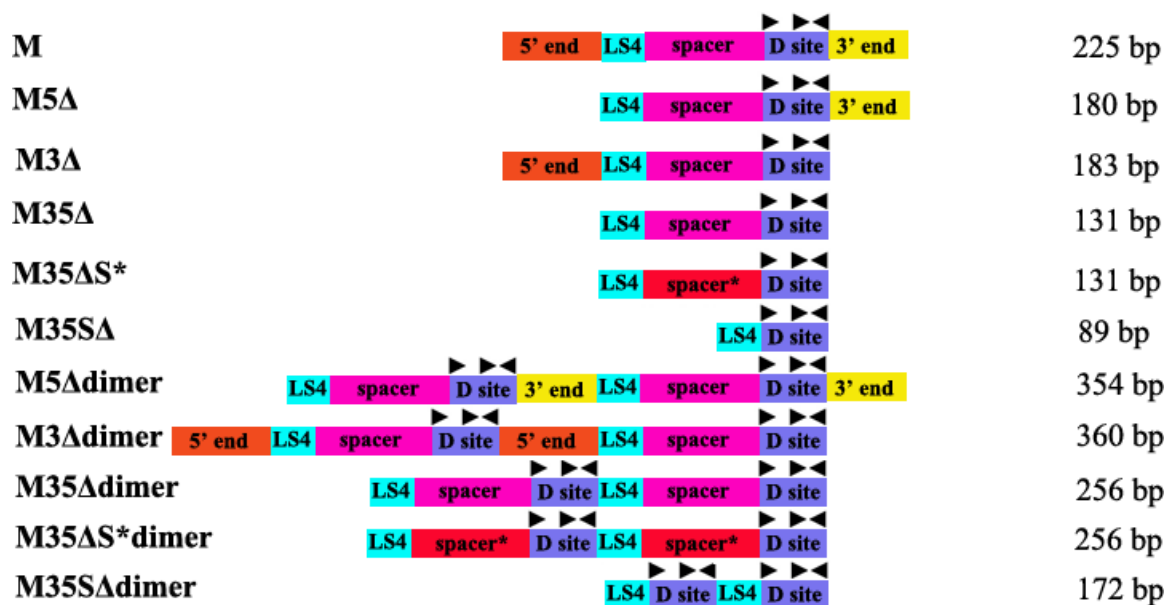 M 5' end LS4 spacer D site 3' end 225 bp
M5Δ LS4 spacer D site 3' end 180 bp
M3Δ 5' end LS4 spacer D site 183 bp
M35Δ LS4 spacer D site 131 bp
M35ΔS* LS4 spacer* D site 131 bp
M35SΔ LS4 D site 89 bp
M5Δdimer LS4 spacer D site 3' end LS4 spacer D site 3' end 354 bp
M3Δdimer 5' end LS4 spacer D site 5' end LS4 spacer D site 360 bp
M35Δdimer LS4 spacer D site LS4 spacer D site 256 bp
M35ΔS*dimer LS4 spacer* D site LS4 spacer* D site 256 bp
M35SΔdimer LS4 D site LS4 D site 172 bp